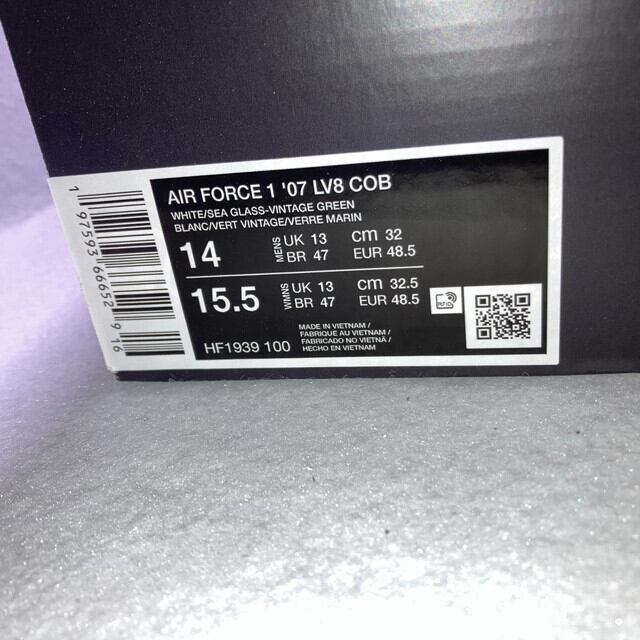 AIR FORCE 1 '07 LV8 COB
WHITE/SEA GLASS-VINTAGE GREEN
BLANC/VERT VINTAGE/VERRE MARIN
14 MENS UK 13 cm 32
BR 47 EUR 48.5
15.5 WMNS UK 13 cm 32.5
BR 47 EUR 48.5
RFID
HF1939 100
MADE IN VIETNAM /
FABRIQUE AU VIETNAM /
FABRICADO NO VIETNÃ /
HECHO EN VIETNAM
1 97593 66652 9 16